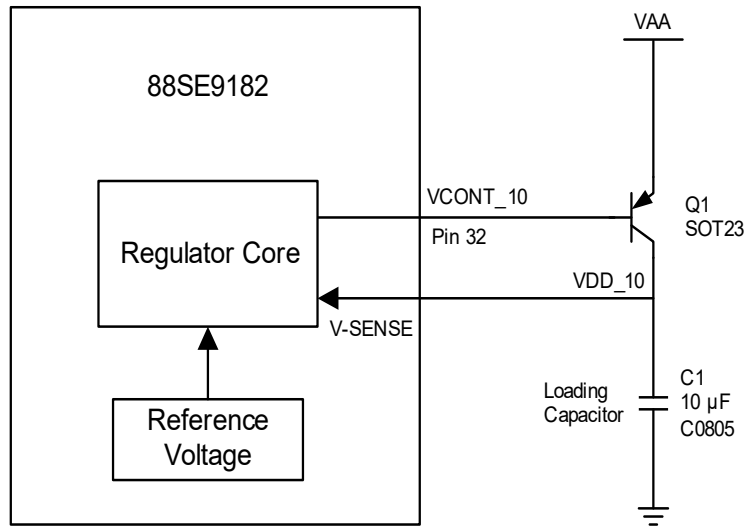 VAA
88SE9182
VCONT_10
Pin 32
Q1
SOT23
Regulator Core
VDD_10
V-SENSE
Reference
Voltage
Loading
Capacitor
C1
10 µF
C0805